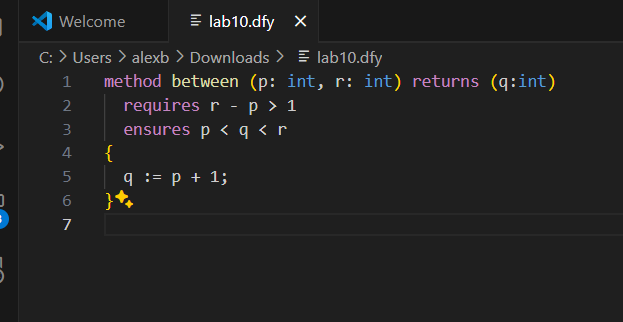 Welcome
lab10.dfy
C: > Users > alexb > Downloads > lab10.dfy
1 method between (p: int, r: int) returns (q:int)
2 requires r - p > 1
3 ensures p < q < r
4 {
5 q := p + 1;
6 }
7